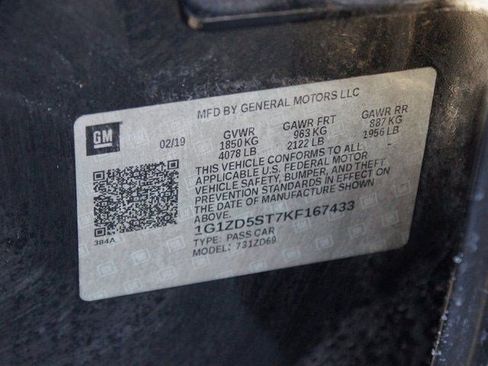 MFD BY GENERAL MOTORS LLC
GM
02/19
GVWR GAWR FRT GAWR RR
1850 KG 963 KG 887 KG
4078 LB 2122 LB 1956 LB
THIS VEHICLE CONFORMS TO ALL
APPLICABLE U.S. FEDERAL MOTOR
VEHICLE SAFETY, BUMPER, AND THEFT
PREVENTION STANDARDS IN EFFECT ON
THE DATE OF MANUFACTURE SHOWN
ABOVE.
1G1ZD5ST7KF167433
TYPE: PASS CAR
MODEL: 731ZD69
384A